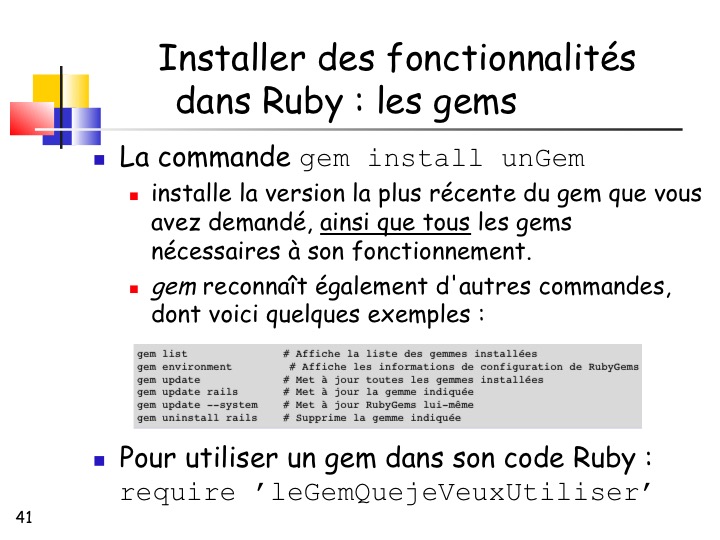 Installer des fonctionnalités
dans Ruby : les gems
La commande gem install unGem
installe la version la plus récente du gem que vous
avez demandé, ainsi que tous les gems
nécessaires à son fonctionnement.
gem reconnaît également d'autres commandes,
dont voici quelques exemples :
gem list # Affiche la liste des gemmes installées
gem environment # Affiche les informations de configuration de RubyGems
gem update # Met à jour toutes les gemmes installées
gem update rails # Met à jour la gemme indiquée
gem update --system # Met à jour RubyGems lui-même
gem uninstall rails # Supprime la gemme indiquée
Pour utiliser un gem dans son code Ruby :
require ’leGemQuejeVeuxUtiliser’
41